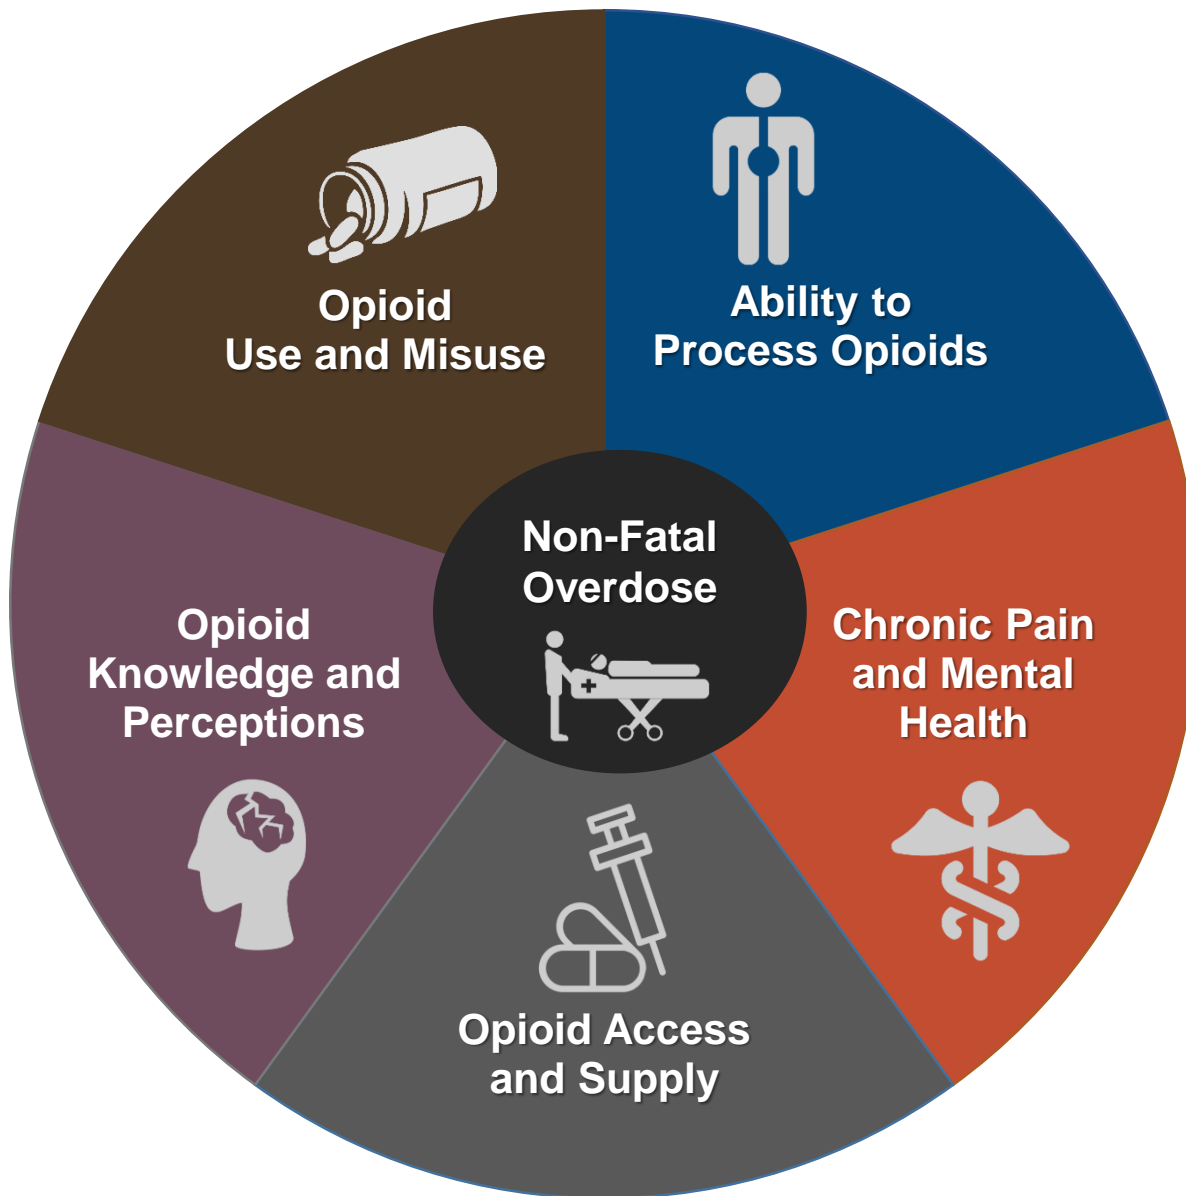 Opioid
Use and Misuse
Ability to
Process Opioids
Non-Fatal
Overdose
Opioid
Knowledge and
Perceptions
Chronic Pain
and Mental
Health
Opioid Access
and Supply